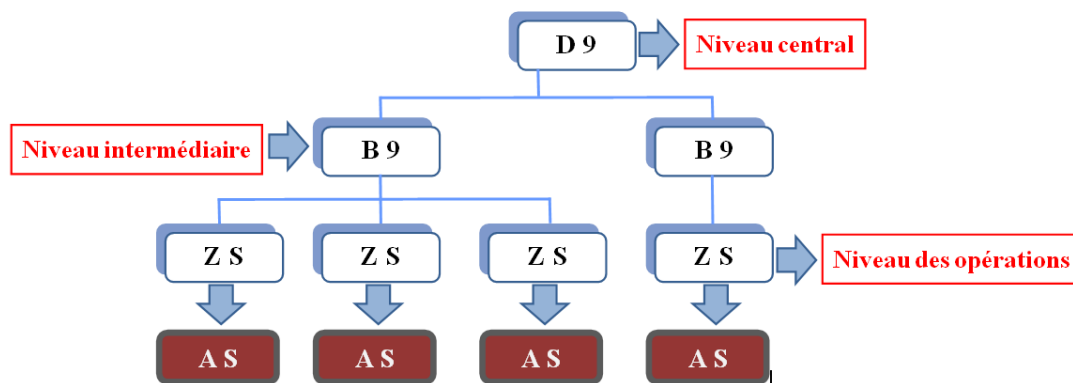 D 9
Niveau central
Niveau intermédiaire
B 9
B 9
Z S
Z S
Z S
Z S
Niveau des opérations
A S
A S
A S
A S